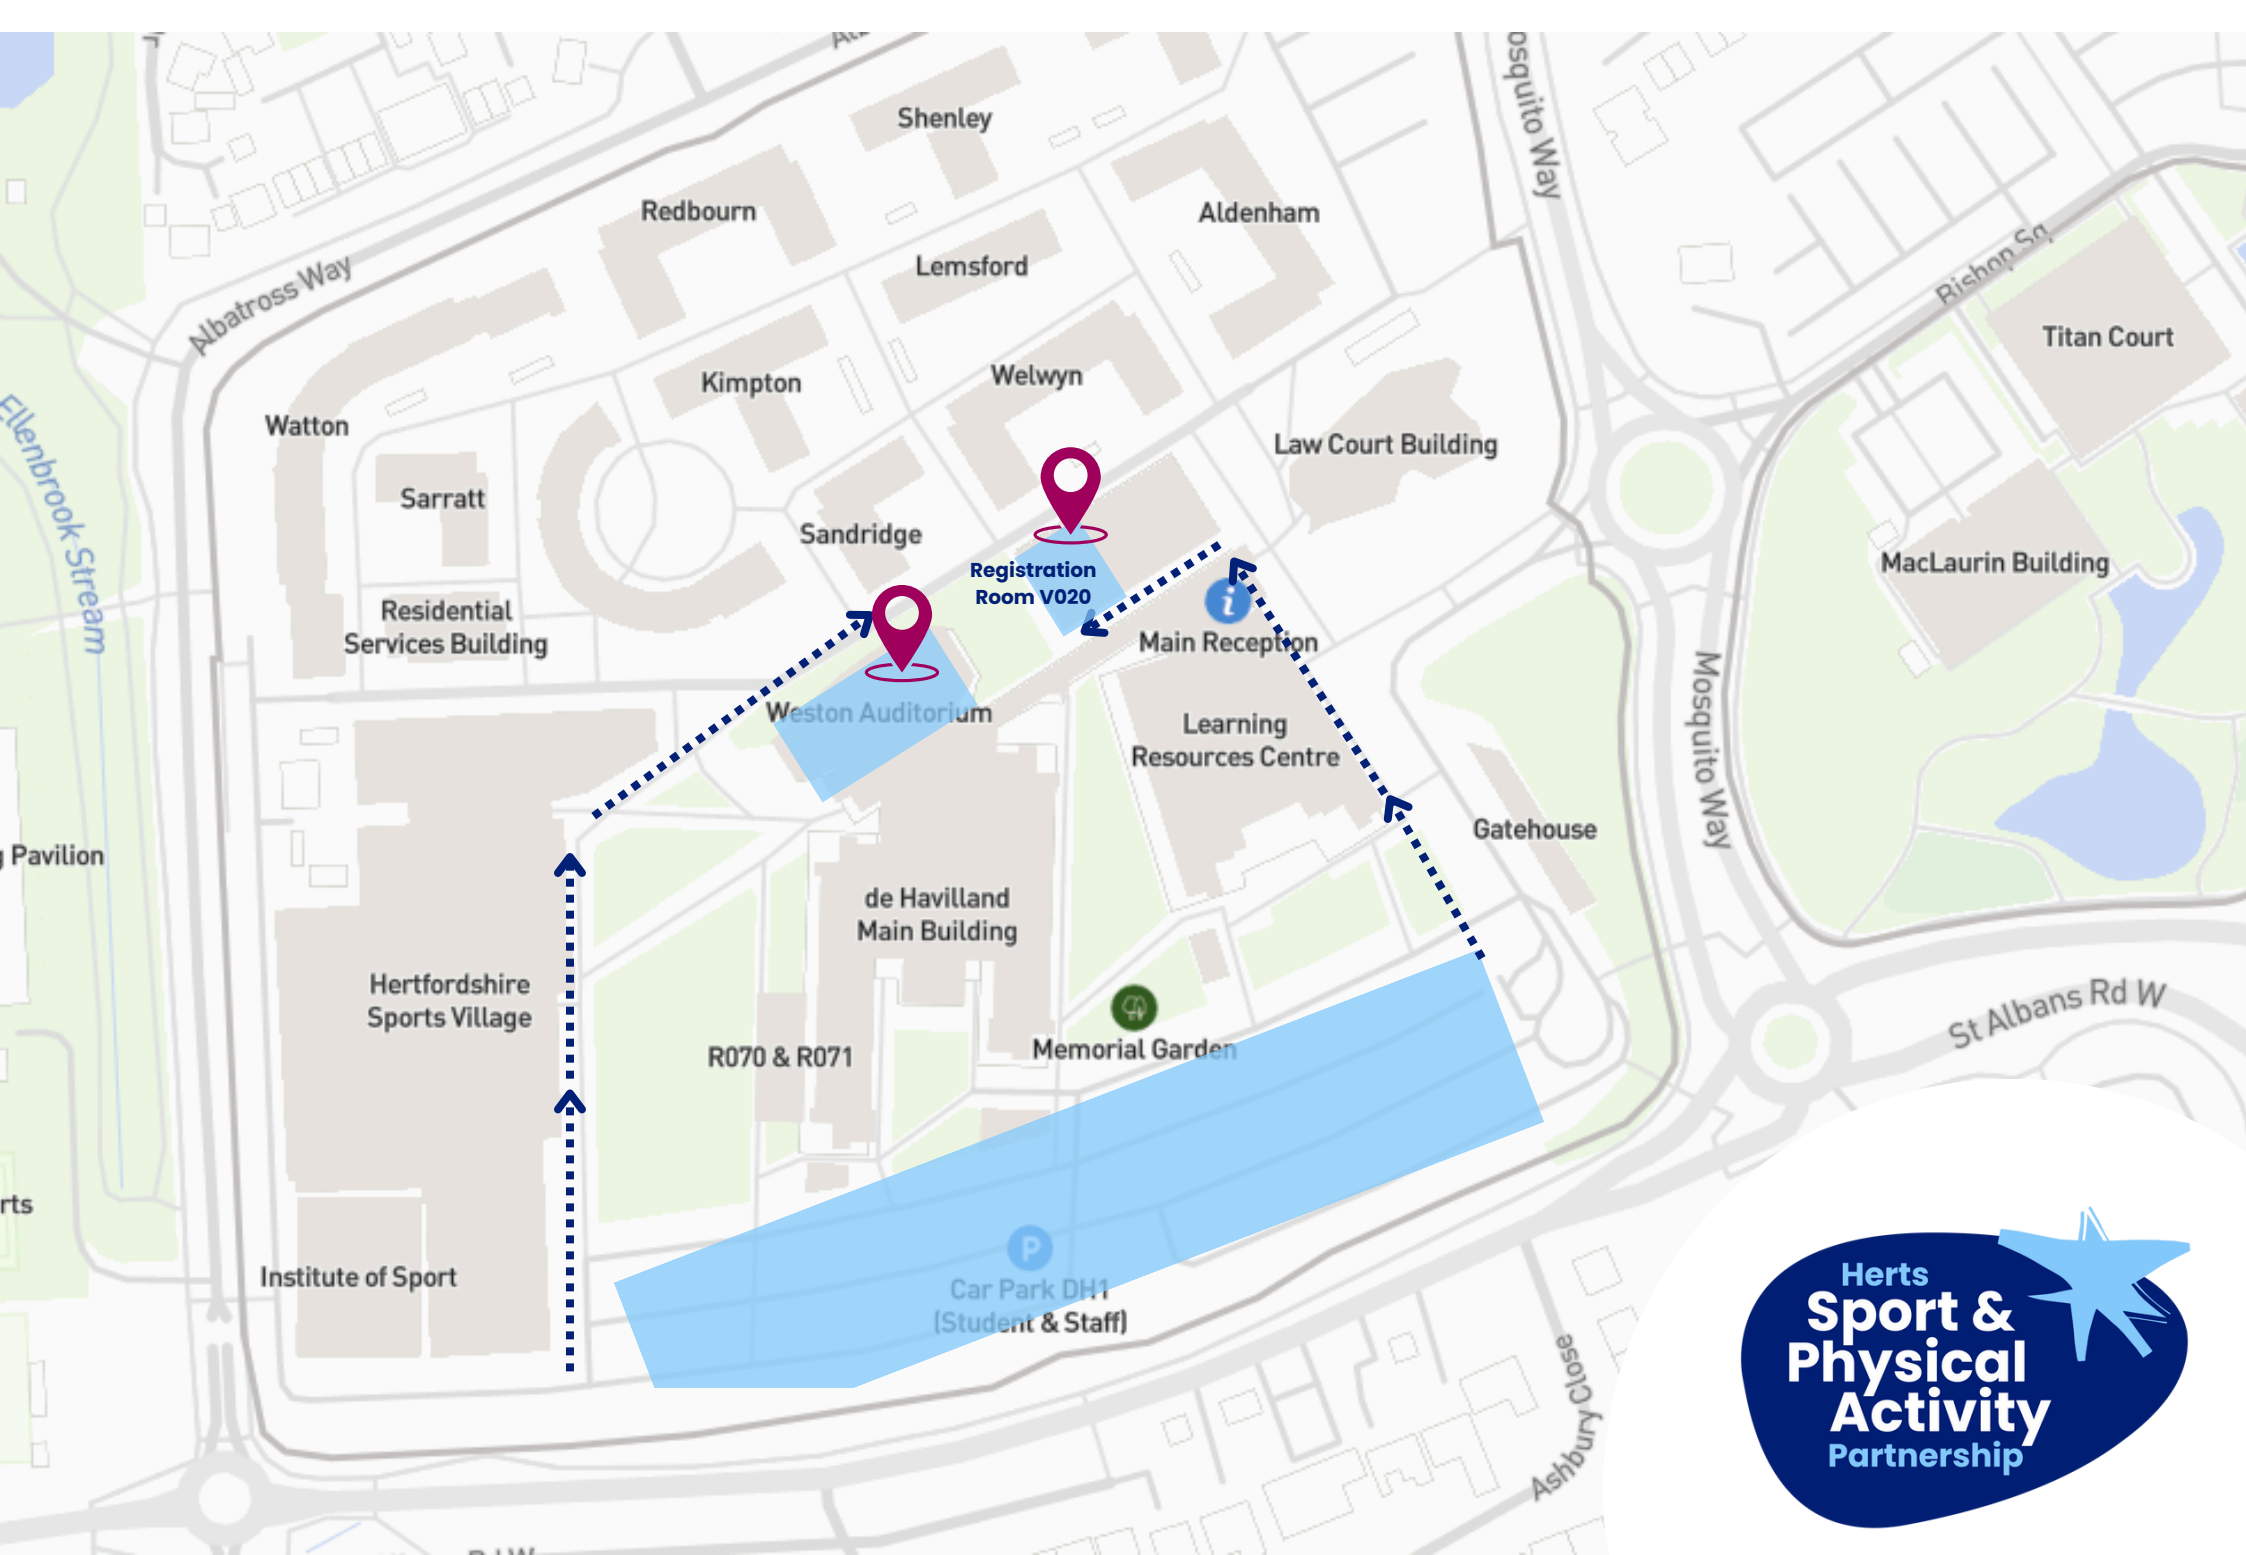 Shenley
Redbourn
Aldenham
Lemsford
Albatross Way
osquito Way
Bishop Sq
Titan Court
Kimpton
Welwyn
Watton
Law Court Building
Ellenbrook Stream
Sarratt
Sandridge
Registration
Room V020
MacLaurin Building
Residential
Services Building
i
Main Reception
Weston Auditorium
Learning
Resources Centre
Mosquito Way
Gatehouse
g Pavilion
de Havilland
Main Building
Hertfordshire
Sports Village
St Albans Rd W
R070 & R071
Memorial Garden
rts
P
Institute of Sport
Car Park DH1
(Student & Staff)
Ashbury Close
Herts
Sport &
Physical
Activity
Partnership